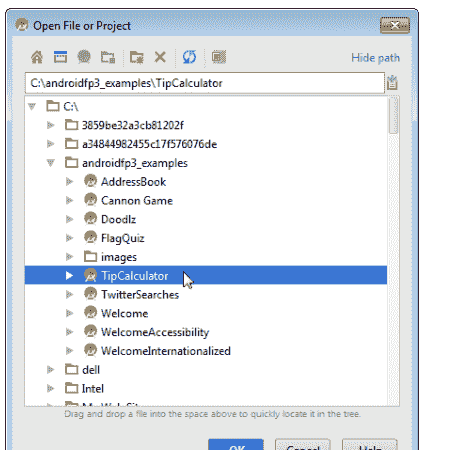 Open File or Project
Hide path
C:\androidfp3_examples\TipCalculator
C:\
3859be32a3cb81202f
a34844982455c17f576076de
androidfp3_examples
AddressBook
Cannon Game
Doodlz
FlagQuiz
images
TipCalculator
TwitterSearches
Welcome
WelcomeAccessibility
WelcomeInternationalized
dell
Intel
Drag and drop a file into the space above to quickly locate it in the tree.
OK Cancel Help